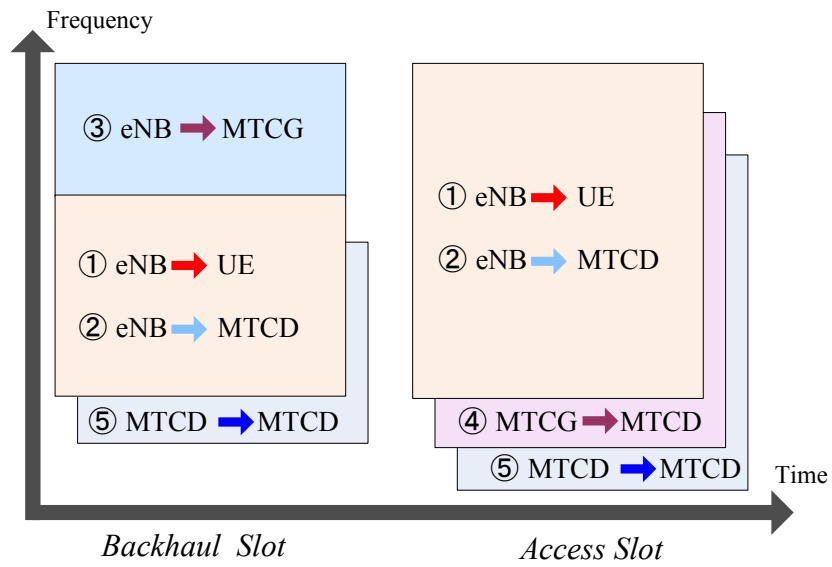 Frequency
③ eNB MTCG
① eNB UE
② eNB MTCD
⑤ MTCD MTCD
① eNB UE
② eNB MTCD
④ MTCG MTCD
⑤ MTCD MTCD
Time
Backhaul Slot
Access Slot